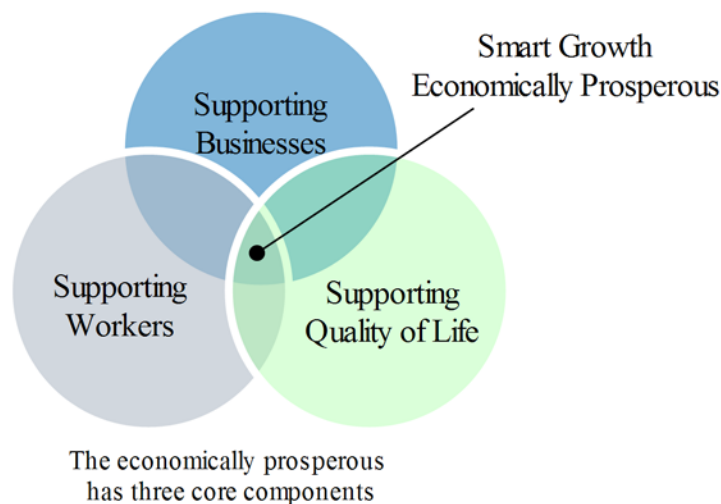 Smart Growth
Economically Prosperous
Supporting
Businesses
Supporting
Workers
Supporting
Quality of Life
The economically prosperous
has three core components